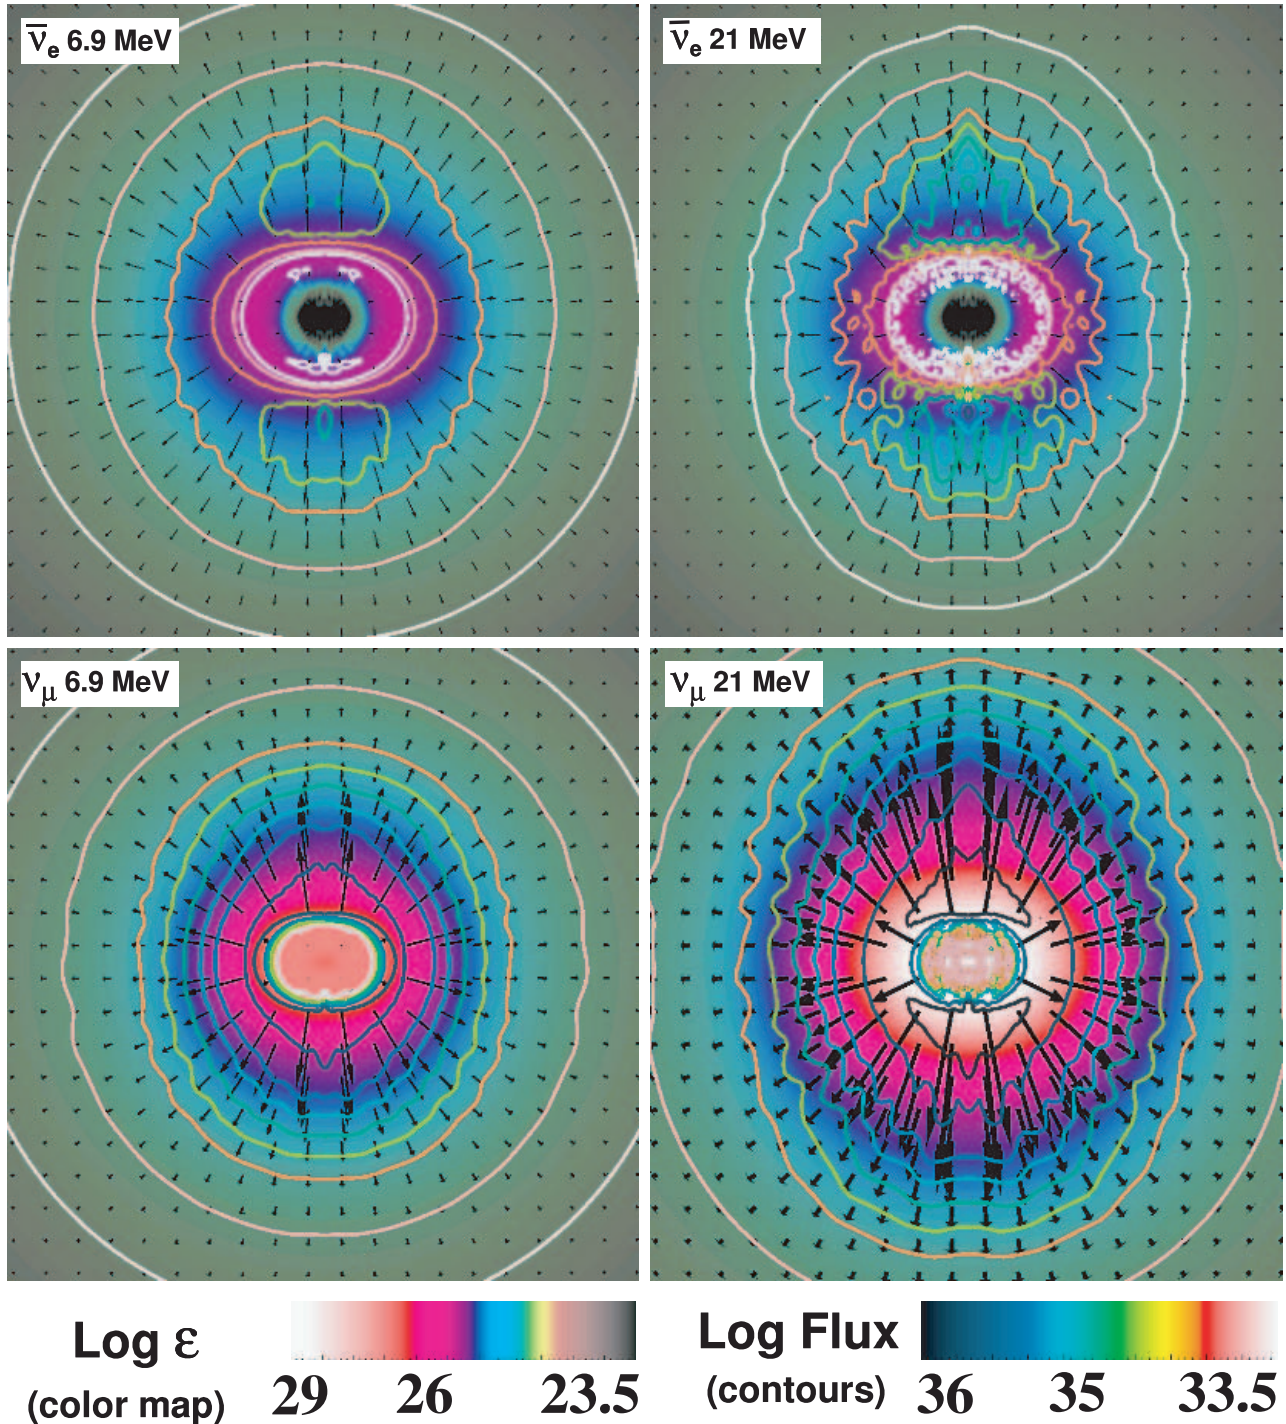 ν̅e 6.9 MeV
ν̅e 21 MeV
νμ 6.9 MeV
νμ 21 MeV
Log ε
(color map)
29 26 23.5
Log Flux
(contours)
36 35 33.5